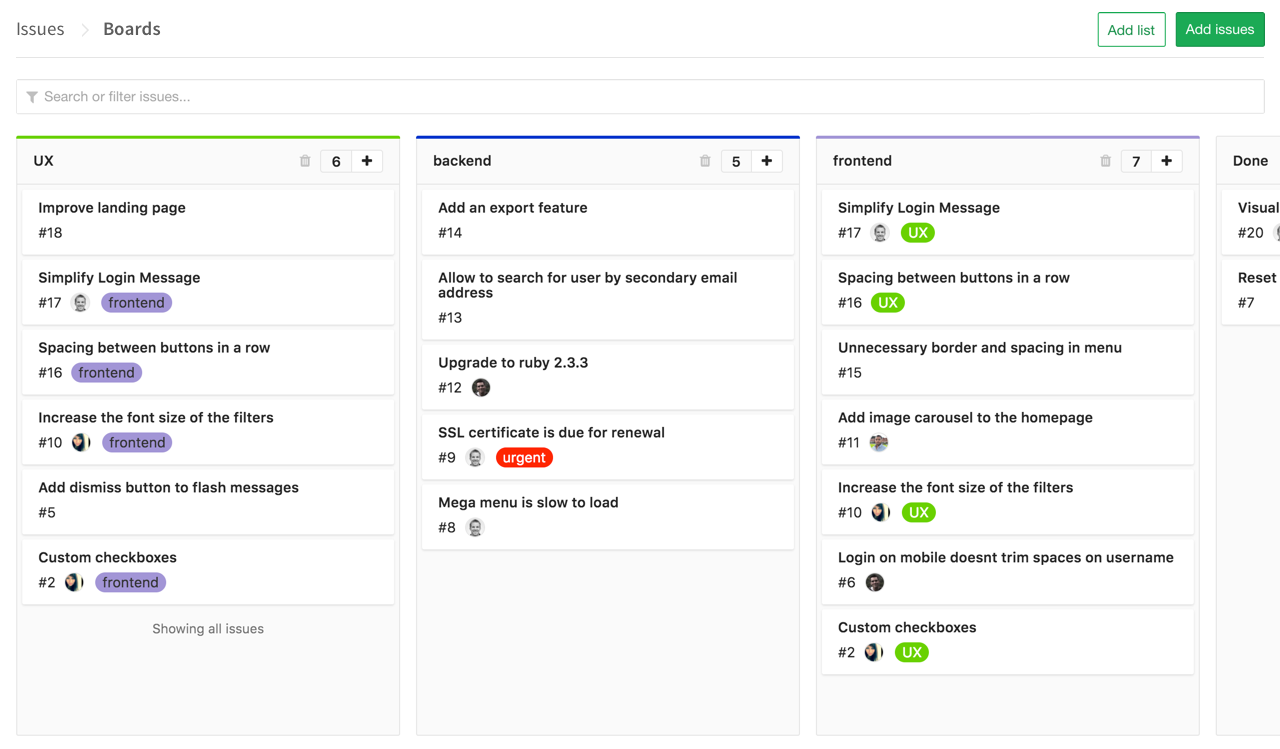 Issues Boards
Add list
Add issues
Search or filter issues...
UX
6
Improve landing page
#18
Simplify Login Message
#17 frontend
Spacing between buttons in a row
#16 frontend
Increase the font size of the filters
#10 frontend
Add dismiss button to flash messages
#5
Custom checkboxes
#2 frontend
Showing all issues
backend
5
Add an export feature
#14
Allow to search for user by secondary email
address
#13
Upgrade to ruby 2.3.3
#12
SSL certificate is due for renewal
#9 urgent
Mega menu is slow to load
#8
frontend
7
Simplify Login Message
#17 UX
Spacing between buttons in a row
#16 UX
Unnecessary border and spacing in menu
#15
Add image carousel to the homepage
#11
Increase the font size of the filters
#10 UX
Login on mobile doesnt trim spaces on username
#6
Custom checkboxes
#2 UX
Done
Visual
#20
Reset
#7